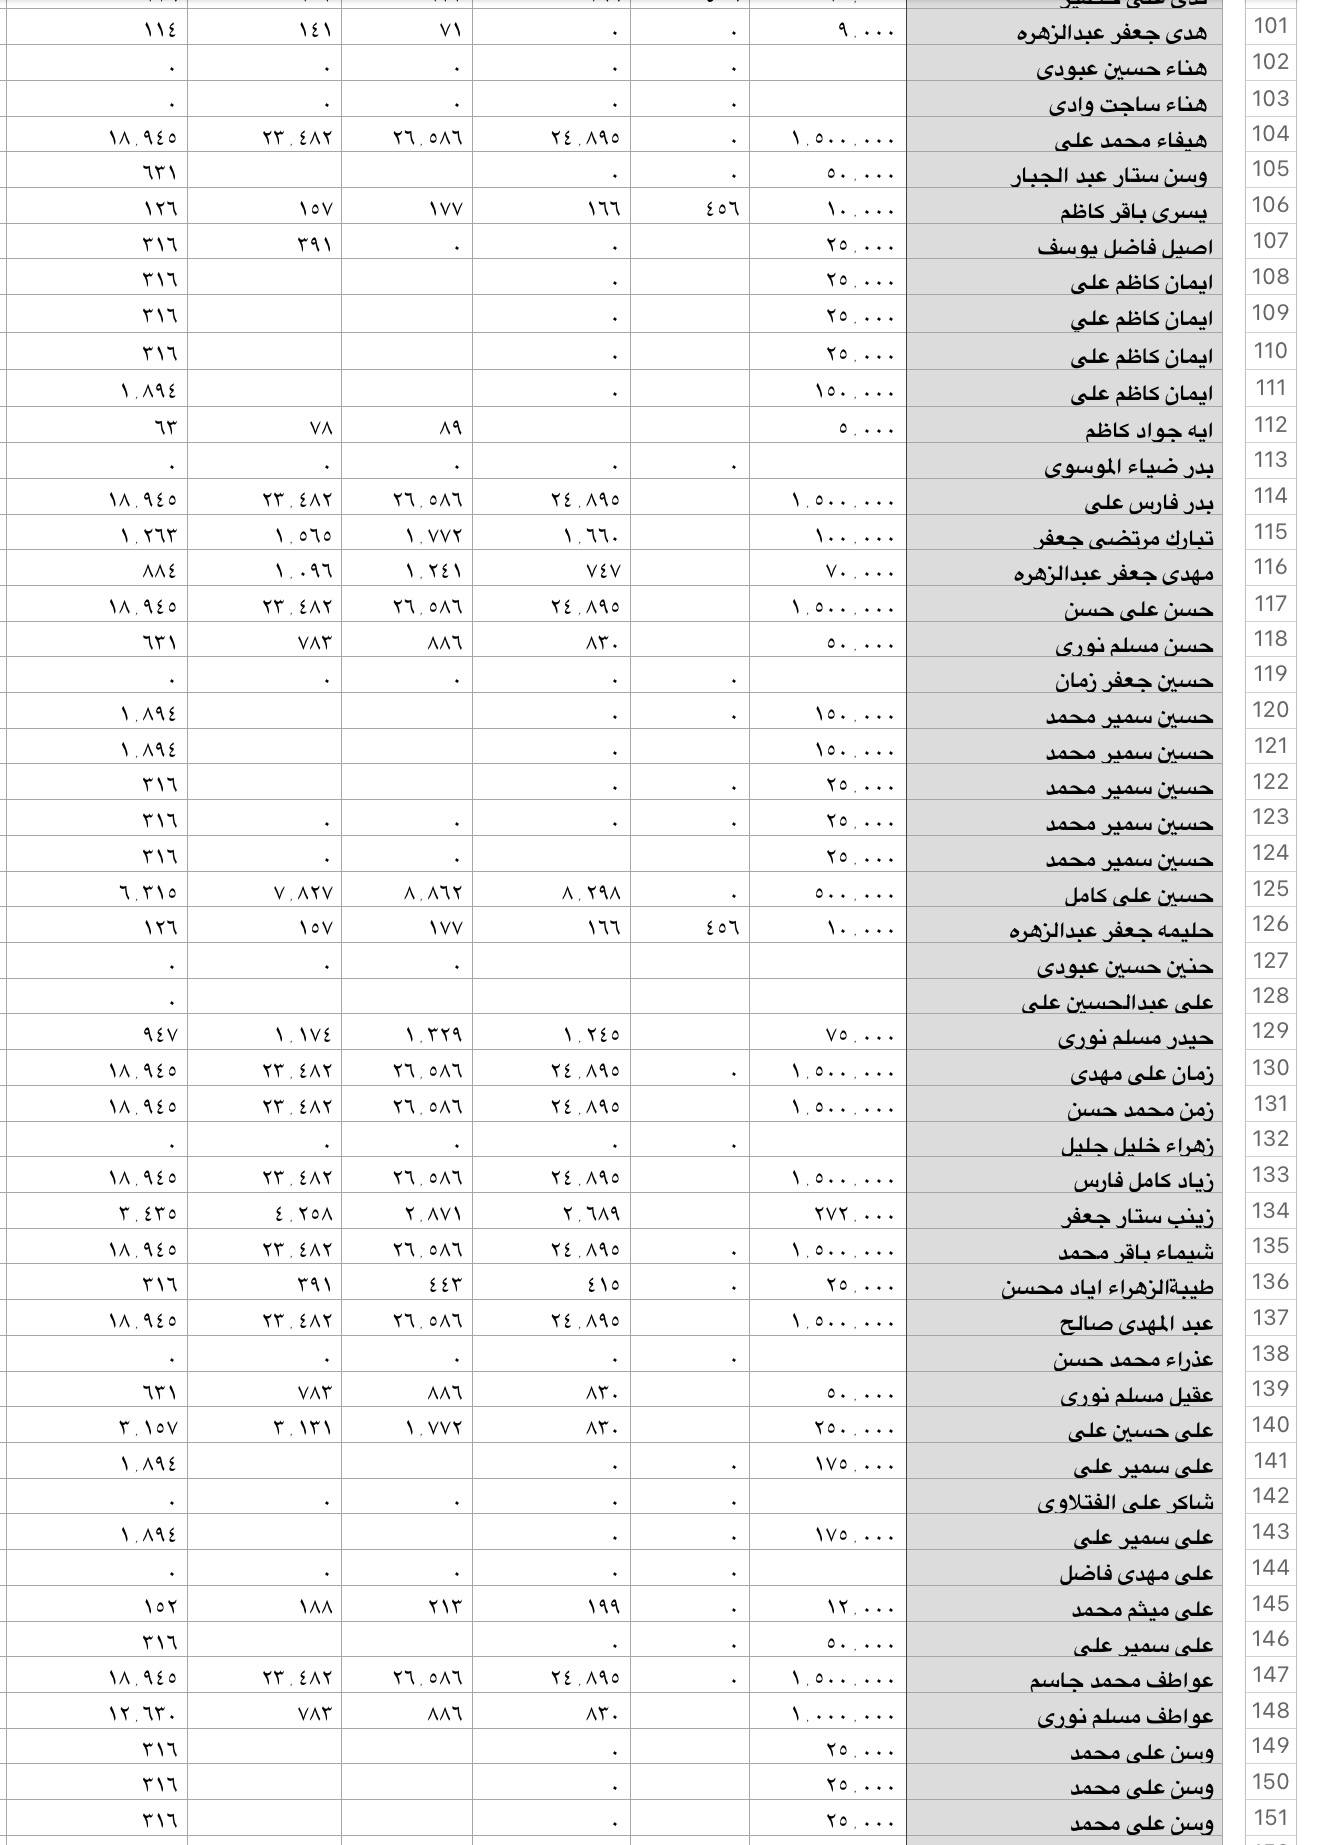 101 هدى جعفر عبدالزهره ٩.٠٠٠ ٠ ٠ ٧١ ١٤١ ١١٤
102 هناء حسين عبودى ٠ ٠ ٠ ٠ ٠
103 هناء ساجت وادى ٠ ٠ ٠ ٠ ٠
104 هيفاء محمد على ١.٥٠٠.٠٠٠ ٠ ٢٤.٨٩٥ ٢٦.٥٨٦ ٢٣.٤٨٢ ١٨.٩٤٥
105 وسن ستار عبد الجبار ٥٠.٠٠٠ ٠ ٠ ٦٣١
106 يسرى باقر كاظم ١٠.٠٠٠ ٤٥٦ ١٦٦ ١٧٧ ١٥٧ ١٢٦
107 اصيل فاضل يوسف ٢٥.٠٠٠ ٠ ٠ ٣٩١ ٣١٦
108 ايمان كاظم على ٢٥.٠٠٠ ٠ ٣١٦
109 ايمان كاظم علي ٢٥.٠٠٠ ٠ ٣١٦
110 ايمان كاظم على ٢٥.٠٠٠ ٠ ٣١٦
111 ايمان كاظم على ١٥٠.٠٠٠ ٠ ١.٨٩٤
112 ايه جواد كاظم ٥.٠٠٠ ٨٩ ٧٨ ٦٣
113 بدر ضياء الموسوى ٠ ٠ ٠ ٠ ٠
114 بدر فارس على ١.٥٠٠.٠٠٠ ٢٤.٨٩٥ ٢٦.٥٨٦ ٢٣.٤٨٢ ١٨.٩٤٥
115 تبارك مرتضى جعفر ١٠٠.٠٠٠ ١.٦٦٠ ١.٧٧٢ ١.٥٦٥ ١.٢٦٣
116 مهدى جعفر عبدالزهره ٧٠.٠٠٠ ٧٤٧ ١.٢٤١ ١.٠٩٦ ٨٨٤
117 حسن على حسن ١.٥٠٠.٠٠٠ ٢٤.٨٩٥ ٢٦.٥٨٦ ٢٣.٤٨٢ ١٨.٩٤٥
118 حسن مسلم نورى ٥٠.٠٠٠ ٨٣٠ ٨٨٦ ٧٨٣ ٦٣١
119 حسين جعفر زمان ٠ ٠ ٠ ٠ ٠
120 حسين سمير محمد ١٥٠.٠٠٠ ٠ ٠ ١.٨٩٤
121 حسين سمير محمد ١٥٠.٠٠٠ ٠ ١.٨٩٤
122 حسين سمير محمد ٢٥.٠٠٠ ٠ ٠ ٣١٦
123 حسين سمير محمد ٢٥.٠٠٠ ٠ ٠ ٠ ٠ ٣١٦
124 حسين سمير محمد ٢٥.٠٠٠ ٠ ٠ ٣١٦
125 حسين على كامل ٥٠٠.٠٠٠ ٠ ٨.٢٩٨ ٨.٨٦٢ ٧.٨٢٧ ٦.٣١٥
126 حليمه جعفر عبدالزهره ١٠.٠٠٠ ٤٥٦ ١٦٦ ١٧٧ ١٥٧ ١٢٦
127 حنين حسين عبودى ٠ ٠ ٠
128 على عبدالحسين على ٠
129 حيدر مسلم نورى ٧٥.٠٠٠ ١.٢٤٥ ١.٣٢٩ ١.١٧٤ ٩٤٧
130 زمان على مهدى ١.٥٠٠.٠٠٠ ٠ ٢٤.٨٩٥ ٢٦.٥٨٦ ٢٣.٤٨٢ ١٨.٩٤٥
131 زمن محمد حسن ١.٥٠٠.٠٠٠ ٢٤.٨٩٥ ٢٦.٥٨٦ ٢٣.٤٨٢ ١٨.٩٤٥
132 زهراء خليل جليل ٠ ٠ ٠ ٠ ٠
133 زياد كامل فارس ١.٥٠٠.٠٠٠ ٢٤.٨٩٥ ٢٦.٥٨٦ ٢٣.٤٨٢ ١٨.٩٤٥
134 زينب ستار جعفر ٢٧٢.٠٠٠ ٢.٦٨٩ ٢.٨٧١ ٤.٢٥٨ ٣.٤٣٥
135 شيماء باقر محمد ١.٥٠٠.٠٠٠ ٠ ٢٤.٨٩٥ ٢٦.٥٨٦ ٢٣.٤٨٢ ١٨.٩٤٥
136 طيبةالزهراء اياد محسن ٢٥.٠٠٠ ٠ ٤١٥ ٤٤٣ ٣٩١ ٣١٦
137 عبد المهدى صالح ١.٥٠٠.٠٠٠ ٢٤.٨٩٥ ٢٦.٥٨٦ ٢٣.٤٨٢ ١٨.٩٤٥
138 عذراء محمد حسن ٠ ٠ ٠ ٠ ٠
139 عقيل مسلم نورى ٥٠.٠٠٠ ٨٣٠ ٨٨٦ ٧٨٣ ٦٣١
140 على حسين على ٢٥٠.٠٠٠ ٨٣٠ ١.٧٧٢ ٣.١٣١ ٣.١٥٧
141 على سمير على ١٧٥.٠٠٠ ٠ ٠ ١.٨٩٤
142 شاكر على الفتلاوى ٠ ٠ ٠ ٠ ٠
143 على سمير على ١٧٥.٠٠٠ ٠ ٠ ١.٨٩٤
144 على مهدى فاضل ٠ ٠ ٠ ٠ ٠
145 على ميثم محمد ١٢.٠٠٠ ٠ ١٩٩ ٢١٣ ١٨٨ ١٥٢
146 على سمير على ٥٠.٠٠٠ ٠ ٠ ٣١٦
147 عواطف محمد جاسم ١.٥٠٠.٠٠٠ ٠ ٢٤.٨٩٥ ٢٦.٥٨٦ ٢٣.٤٨٢ ١٨.٩٤٥
148 عواطف مسلم نورى ١.٠٠٠.٠٠٠ ٨٣٠ ٨٨٦ ٧٨٣ ١٢.٦٣٠
149 وسن على محمد ٢٥.٠٠٠ ٠ ٣١٦
150 وسن على محمد ٢٥.٠٠٠ ٠ ٣١٦
151 وسن على محمد ٢٥.٠٠٠ ٠ ٣١٦